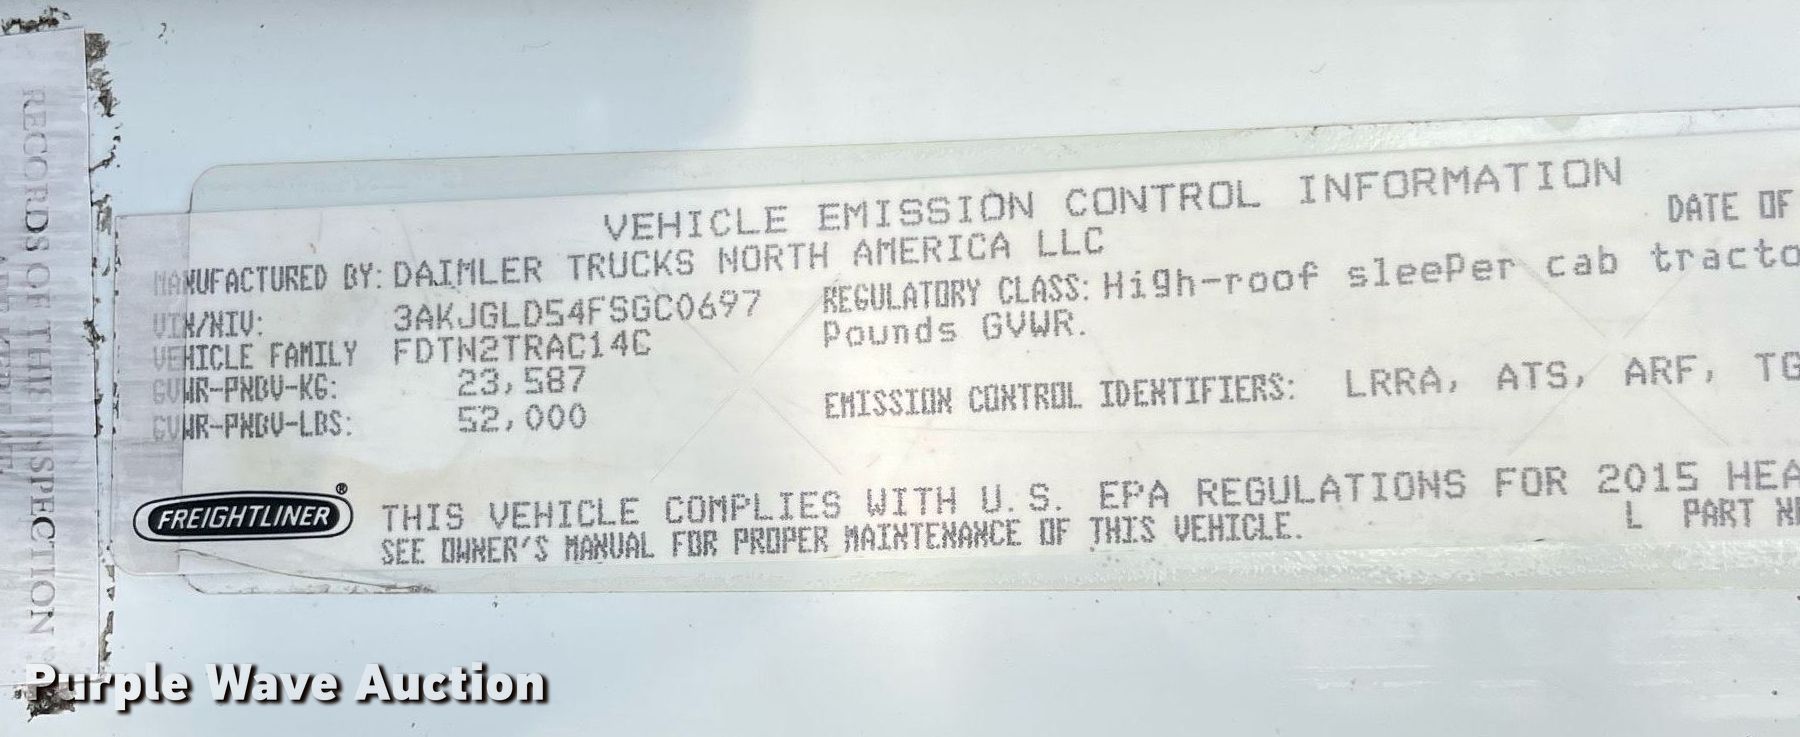 RECORDS OF THE INSPECTION
VEHICLE EMISSION CONTROL INFORMATION
DATE OF
MANUFACTURED BY: DAIMLER TRUCKS NORTH AMERICA LLC
VIN/NIV: 3AKJGLD54FSGC0697
REGULATORY CLASS: High-roof sleeper cab tracto
Pounds GVWR.
VEHICLE FAMILY FDTN2TRAC14C
GVWR-PNBV-KG: 23,587
GVWR-PNBV-LBS: 52,000
EMISSION CONTROL IDENTIFIERS: LRRA, ATS, ARF, TG
FREIGHTLINER®
THIS VEHICLE COMPLIES WITH U.S. EPA REGULATIONS FOR 2015 HEA
SEE OWNER'S MANUAL FOR PROPER MAINTENANCE OF THIS VEHICLE.
L PART N
Purple Wave Auction